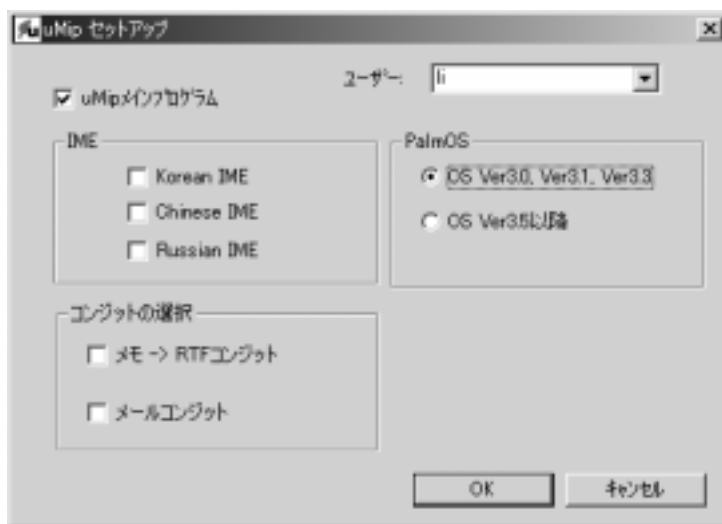 uMip セットアップ
ユーザー: li
uMipメインプログラム
IME
Korean IME
Chinese IME
Russian IME
PalmOS
OS Ver3.0, Ver3.1, Ver3.3
OS Ver3.5以降
コンジットの選択
メモ -> RTFコンジット
メールコンジット
OK
キャンセル